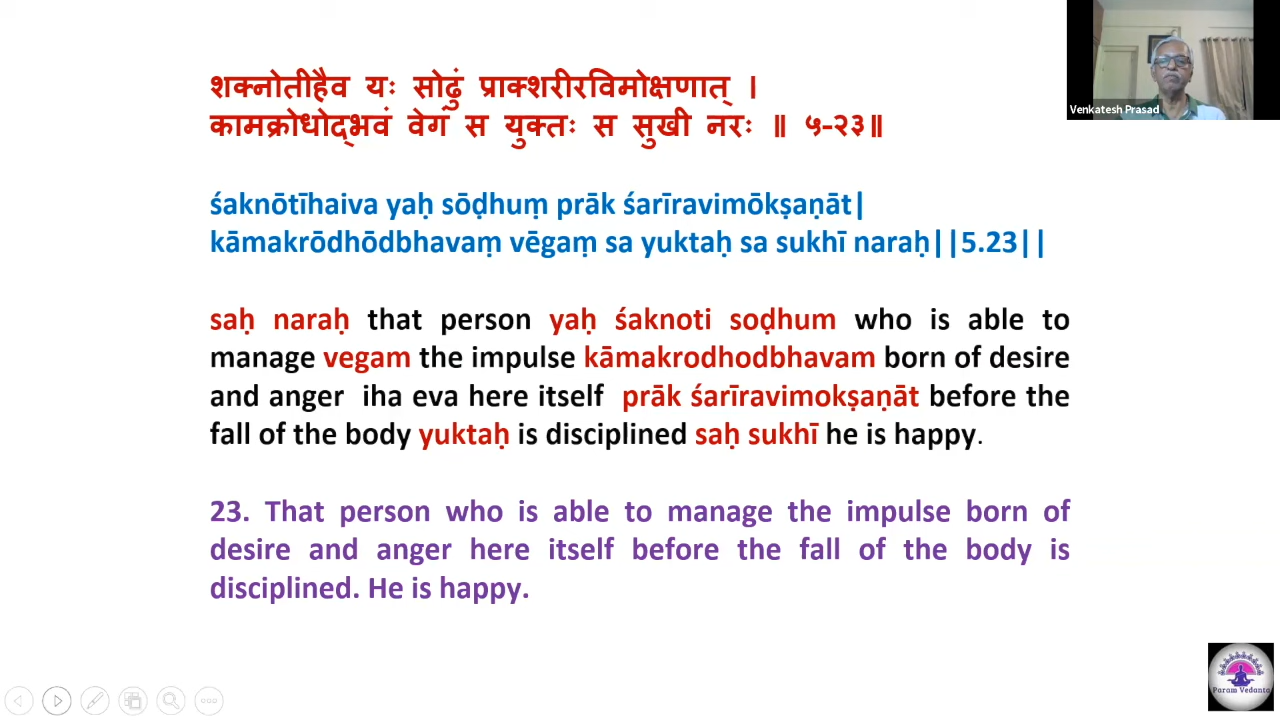 शक्नोतीहैव यः सोढुं प्राक्शरीरविमोक्षणात् ।
कामक्रोधोद्भवं वेगं स युक्तः स सुखी नरः ॥ ५-२३॥
śaknōtīhaiva yaḥ sōḍhuṃ prāk śarīravimōkṣaṇāt|
kāmakrōdhōdbhavaṃ vēgaṃ sa yuktaḥ sa sukhī naraḥ||5.23||
saḥ naraḥ that person yaḥ śaknoti soḍhum who is able to
manage vegam the impulse kāmakrodhodbhavam born of desire
and anger iha eva here itself prāk śarīravimokṣaṇāt before the
fall of the body yuktaḥ is disciplined saḥ sukhī he is happy.
23. That person who is able to manage the impulse born of
desire and anger here itself before the fall of the body is
disciplined. He is happy.
Venkatesh Prasad
Param Vedanta